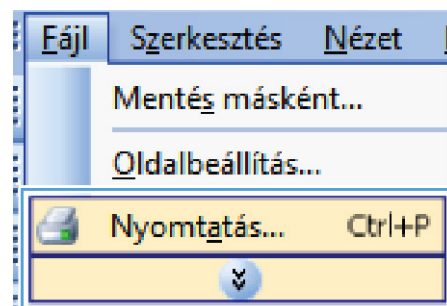 Fájl Szerkesztés Nézet
Mentés másként...
Oldalbeállítás...
Nyomtatás... Ctrl+P